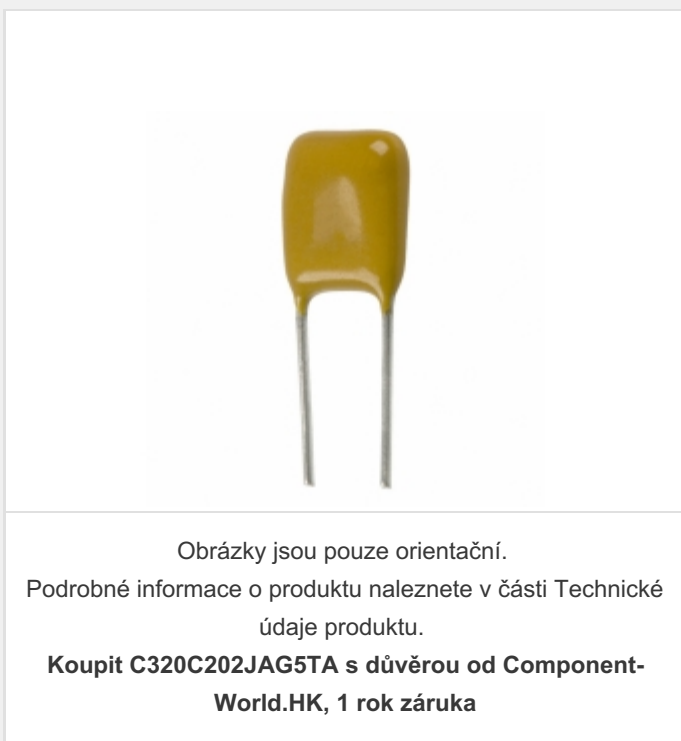 Obrázky jsou pouze orientační.
Podrobné informace o produktu naleznete v části Technické
údaje produktu.
Koupit C320C202JAG5TA s důvěrou od Component-
World.HK, 1 rok záruka